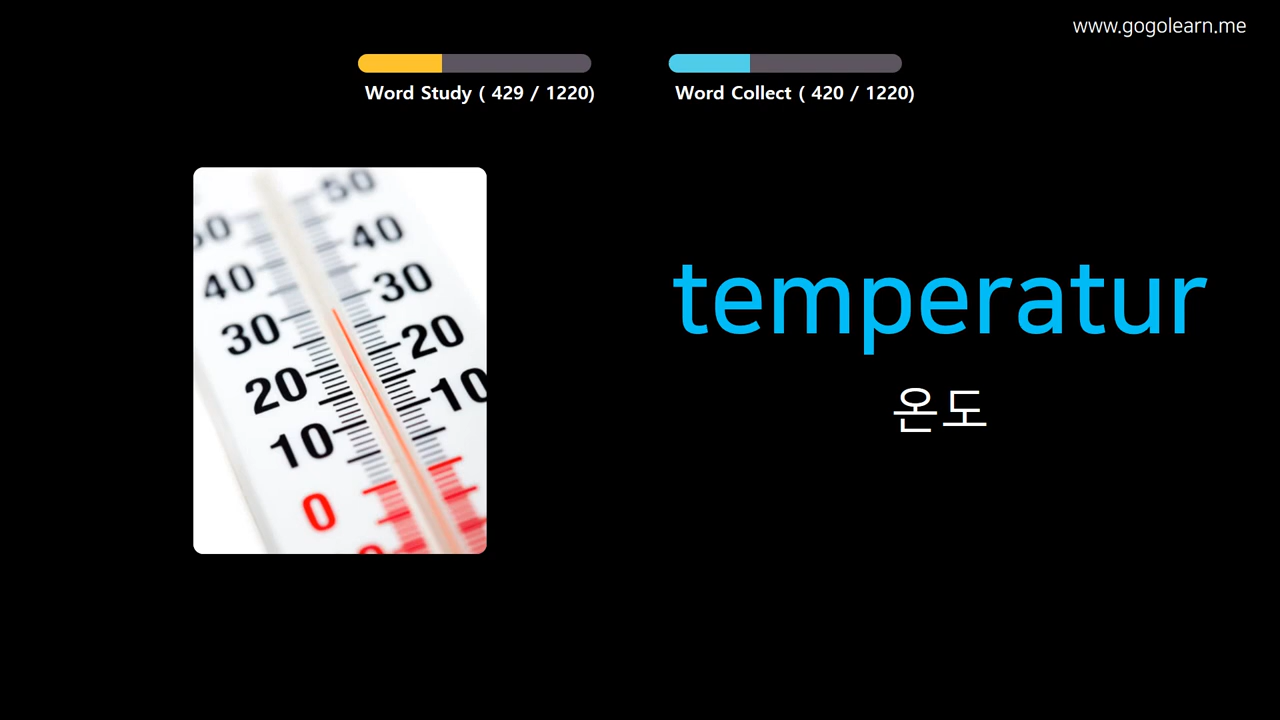 www.gogolearn.me
Word Study ( 429 / 1220)
Word Collect ( 420 / 1220)
50
50
40
40
30
30
20
20
10
10
0
temperatur
온도